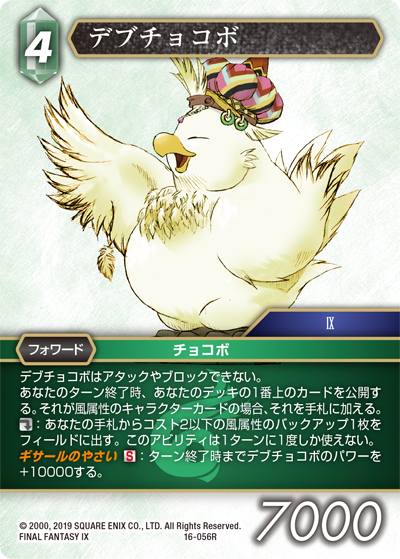 4
デブチョコボ
IX
フォワード
チョコボ
デブチョコボはアタックやブロックできない。
あなたのターン終了時、あなたのデッキの1番上のカードを公開す
る。それが風属性のキャラクターカードの場合、それを手札に加える。
：あなたの手札からコスト2以下の風属性のバックアップ1枚を
フィールドに出す。このアビリティは1ターンに1度しか使えない。
ギサールのやさい S：ターン終了時までデブチョコボのパワーを
+10000する。
© 2000, 2019 SQUARE ENIX CO., LTD. All Rights Reserved.
FINAL FANTASY IX
16-056R
7000